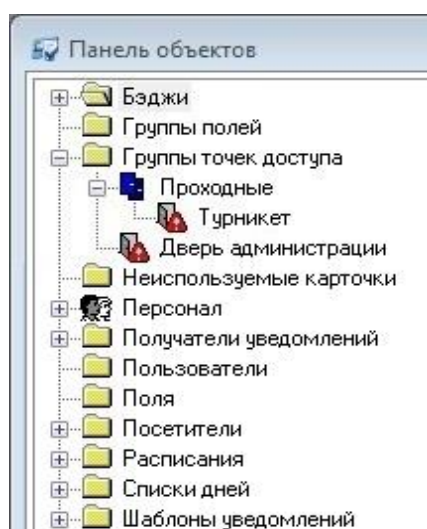 Панель объектов
Бэджи
Группы полей
Группы точек доступа
Проходные
Турникет
Дверь администрации
Неиспользуемые карточки
Персонал
Получатели уведомлений
Пользователи
Поля
Посетители
Расписания
Списки дней
Шаблоны уведомлений